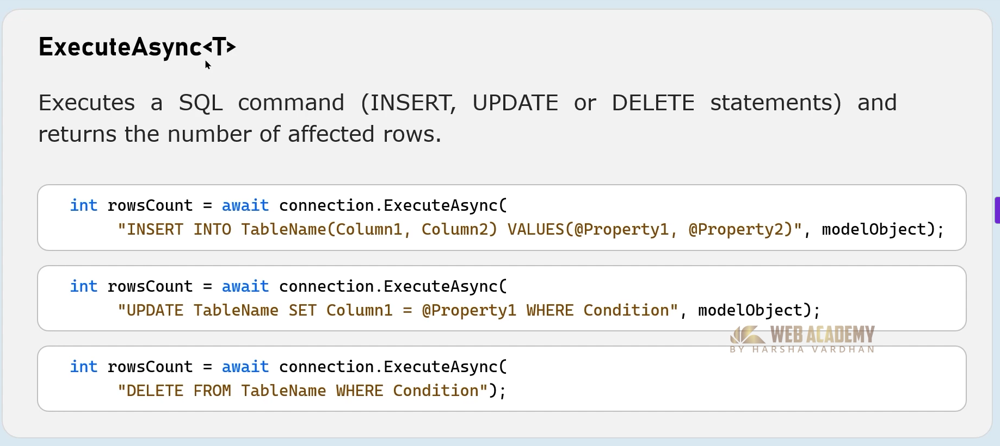 ExecuteAsync<T>
Executes a SQL command (INSERT, UPDATE or DELETE statements) and
returns the number of affected rows.
int rowsCount = await connection.ExecuteAsync(
"INSERT INTO TableName(Column1, Column2) VALUES(@Property1, @Property2)", modelObject);
int rowsCount = await connection.ExecuteAsync(
"UPDATE TableName SET Column1 = @Property1 WHERE Condition", modelObject);
WEB ACADEMY
BY HARSHA VARDHAN
int rowsCount = await connection.ExecuteAsync(
"DELETE FROM TableName WHERE Condition");